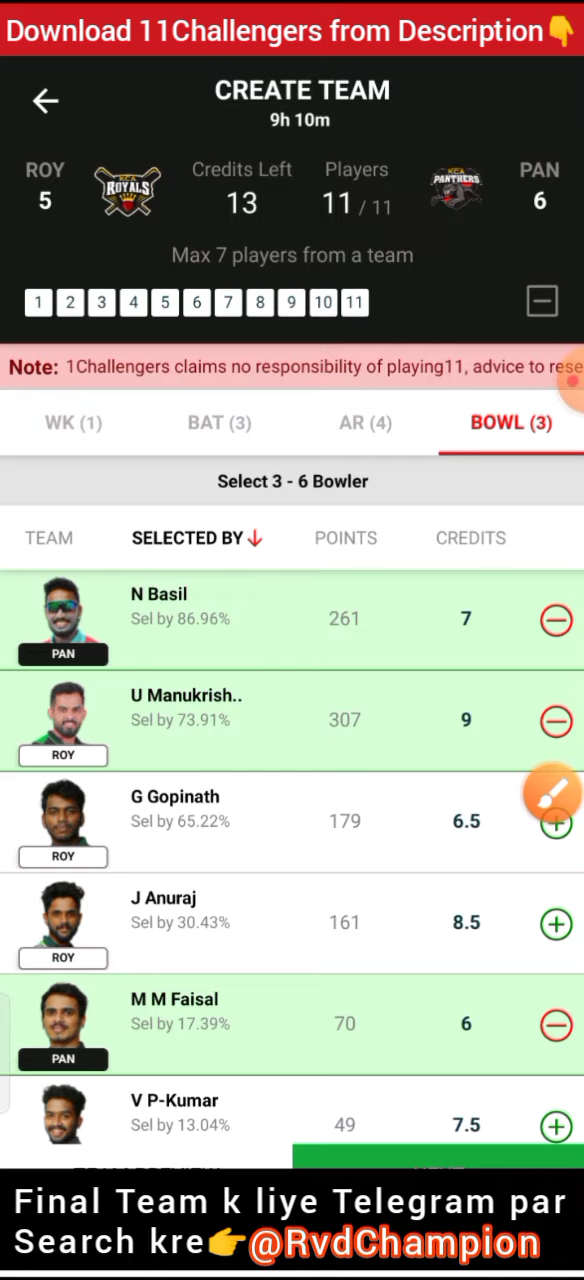 Download 11Challengers from Description👇
CREATE TEAM
9h 10m
ROY
5
KCA
ROYALS
Credits Left
13
Players
11 / 11
KCA
PANTHERS
PAN
6
Max 7 players from a team
1 2 3 4 5 6 7 8 9 10 11
Note: 1Challengers claims no responsibility of playing11, advice to rese
WK (1) BAT (3) AR (4) BOWL (3)
Select 3 - 6 Bowler
TEAM SELECTED BY POINTS CREDITS
N Basil
Sel by 86.96% 261 7
PAN
U Manukrish..
Sel by 73.91% 307 9
ROY
G Gopinath
Sel by 65.22% 179 6.5
ROY
J Anuraj
Sel by 30.43% 161 8.5
ROY
M M Faisal
Sel by 17.39% 70 6
PAN
V P-Kumar
Sel by 13.04% 49 7.5
Final Team k liye Telegram par
Search kre👉@RvdChampion